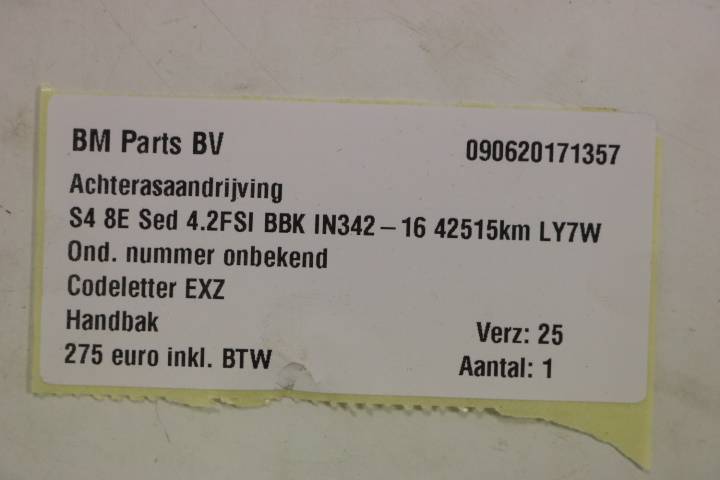 BM Parts BV 090620171357
Achterasaandrijving
S4 8E Sed 4.2FSI BBK IN342-16 42515km LY7W
Ond. nummer onbekend
Codeletter EXZ
Handbak Verz: 25
275 euro inkl. BTW Aantal: 1